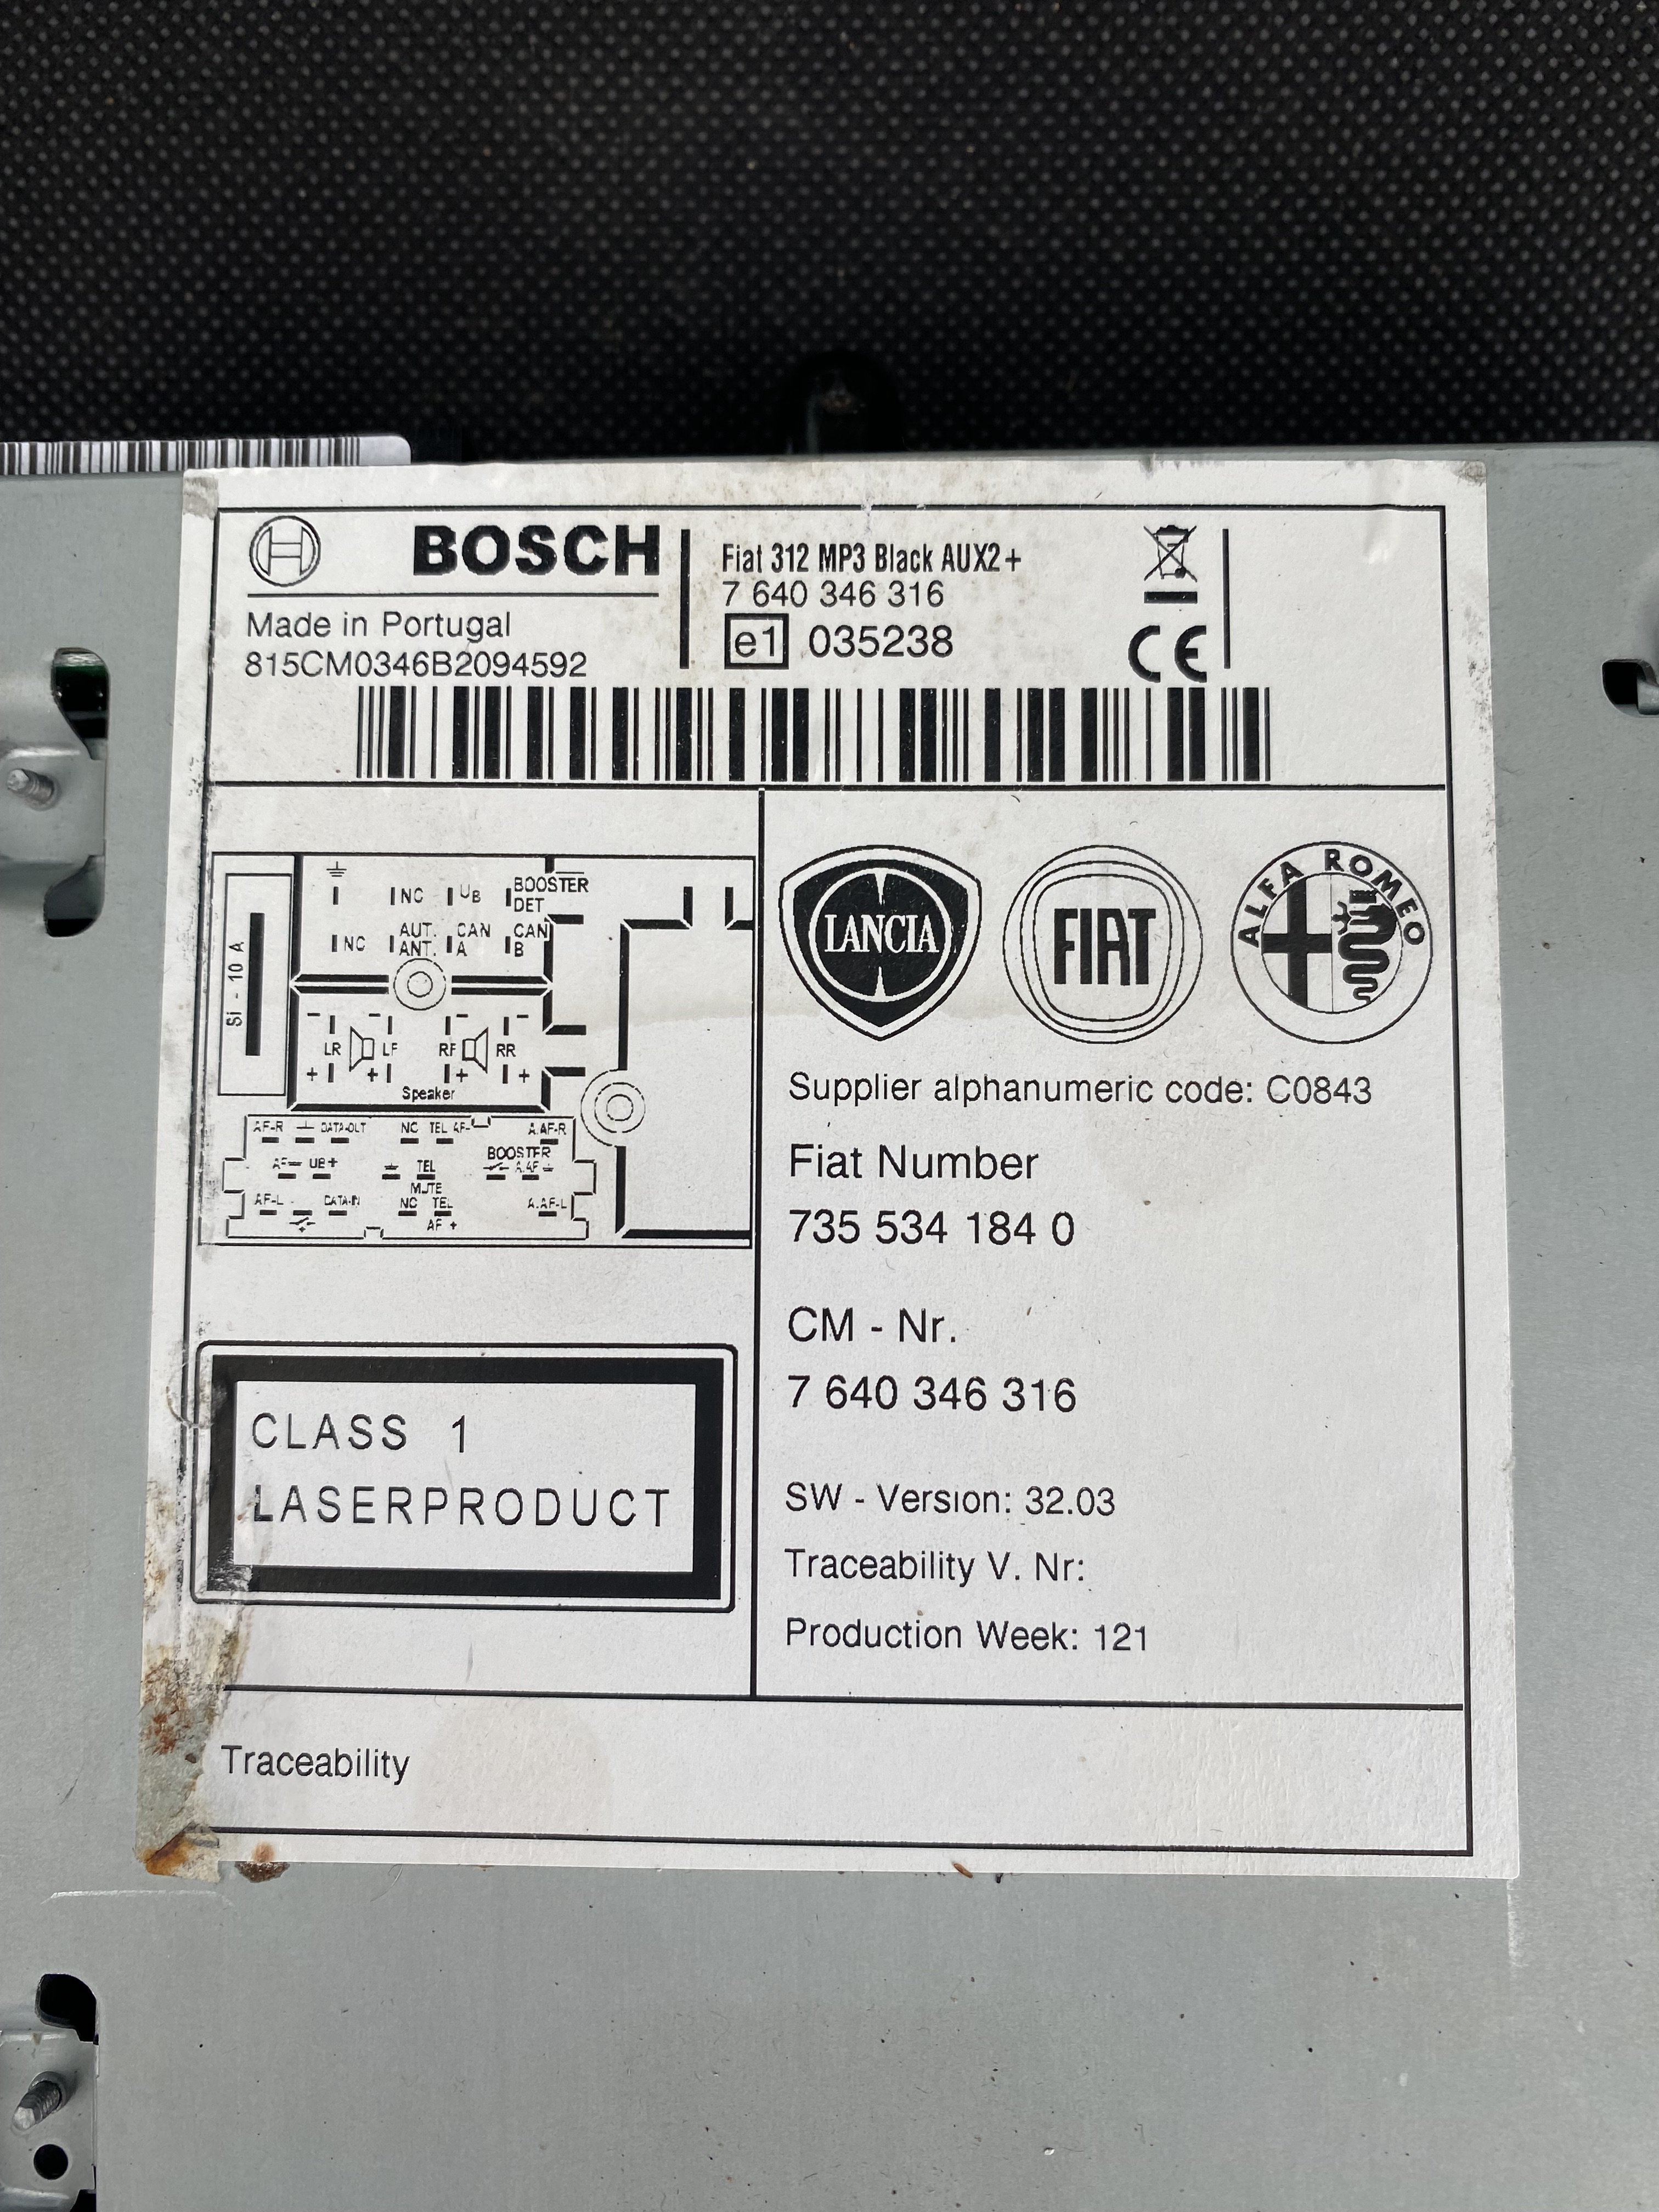 BOSCH
Made in Portugal
815CM0346B2094592
Fiat 312 MP3 Black AUX2+
7 640 346 316
e1 035238
CE
Si - 10 A
NC UB BOOSTER
DET
NC AUT. CAN CAN
ANT. A B
- - - -
LR LF RF RR
+ + + +
Speaker
AF-R DATA-OUT NC TEL AF- A.AF-R
AF UB+ TEL BOOSTER
MUTE A.AF
AF-L DATA-IN NC TEL A.AF-L
AF +
LANCIA
FIAT
ALFA ROMEO
Supplier alphanumeric code: C0843
Fiat Number
735 534 184 0
CM - Nr.
7 640 346 316
SW - Version: 32.03
Traceability V. Nr:
Production Week: 121
CLASS 1
LASERPRODUCT
Traceability